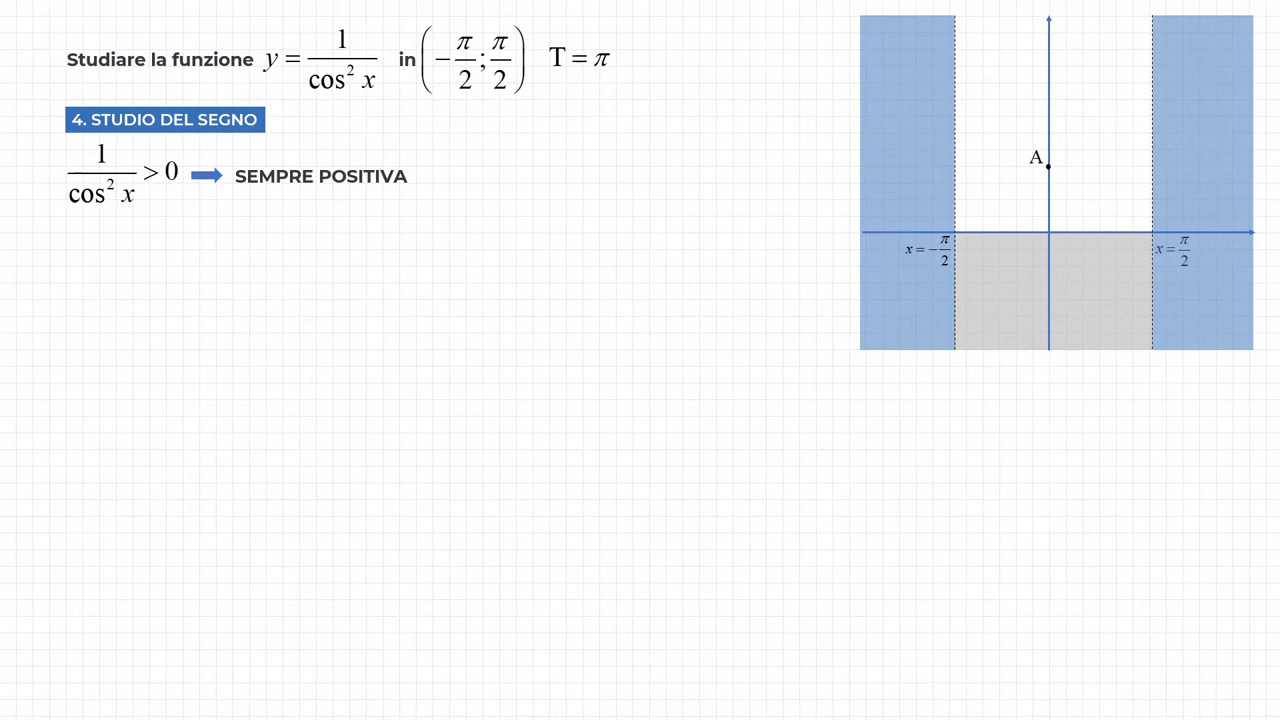 Studiare la funzione y = 1/cos² x in (−π/2; π/2) T = π
4. STUDIO DEL SEGNO
1/cos² x > 0 SEMPRE POSITIVA
A
x = −π/2
x = π/2